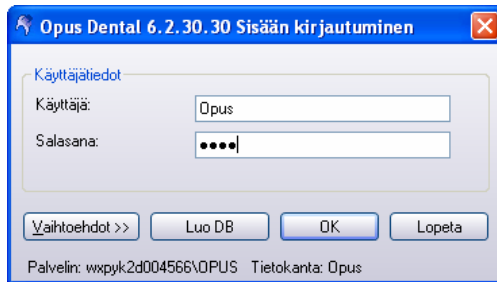 Opus Dental 6.2.30.30 Sisään kirjautuminen
Käyttäjätiedot
Käyttäjä: Opus
Salasana: ●●●●
Vaihtoehdot >> Luo DB OK Lopeta
Palvelin: wxpyk2d004566\OPUS Tietokanta: Opus